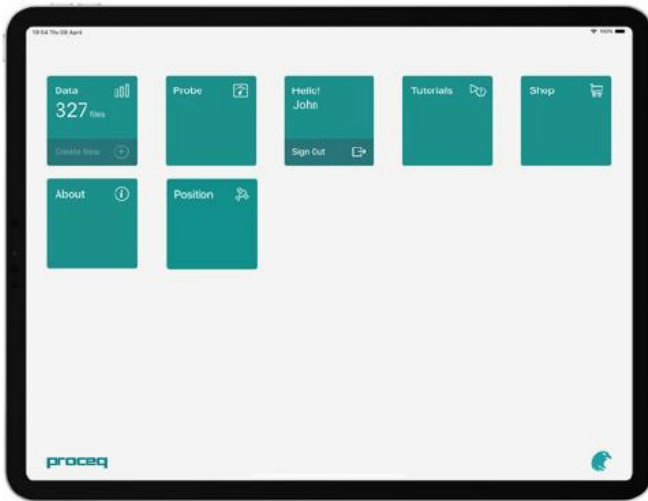 19:54 Thu 08 April
100%
Data
327 files
Create New
Probe
Hello!
John
Sign Out
Tutorials
Shop
About
Position
proceq